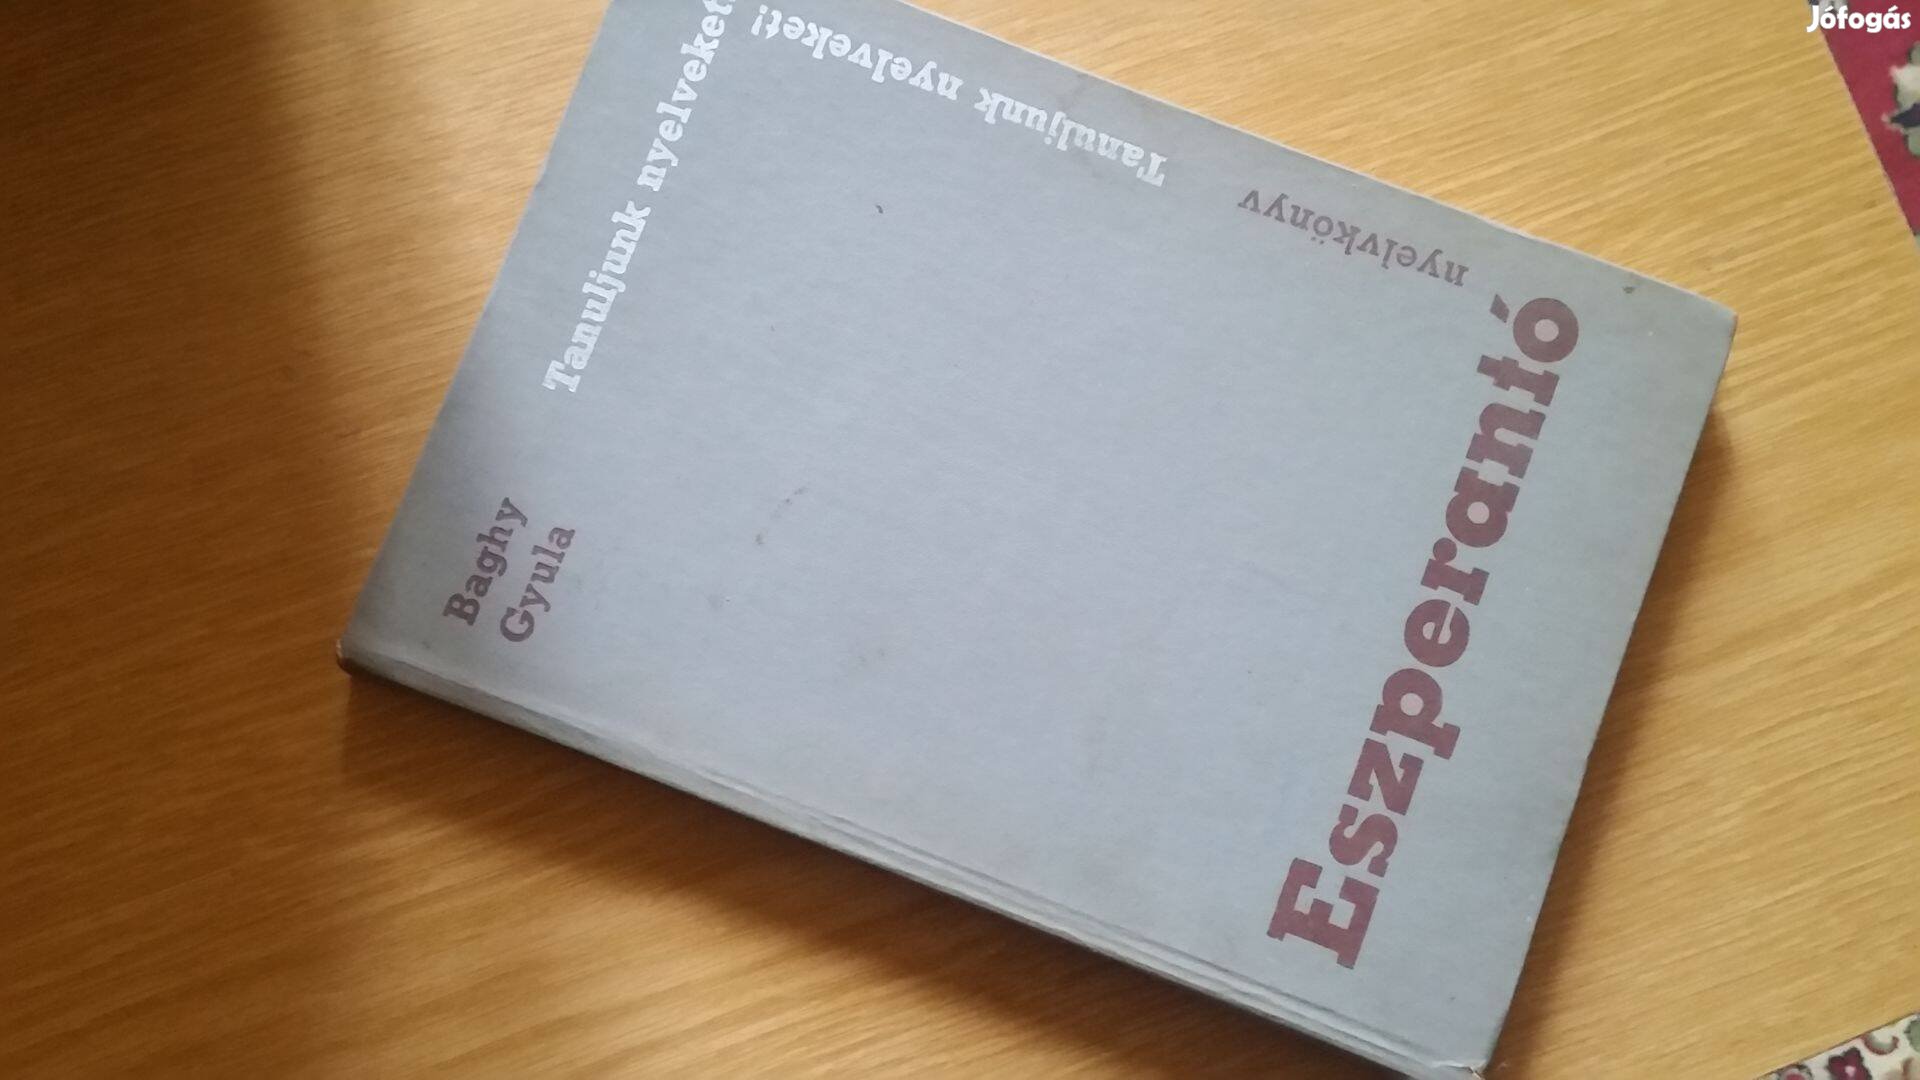 Jófogás
Baghy
Gyula
Tanuljunk nyelveket!
Tanuljunk nyelveket!
nyelvkönyv
Eszperantó